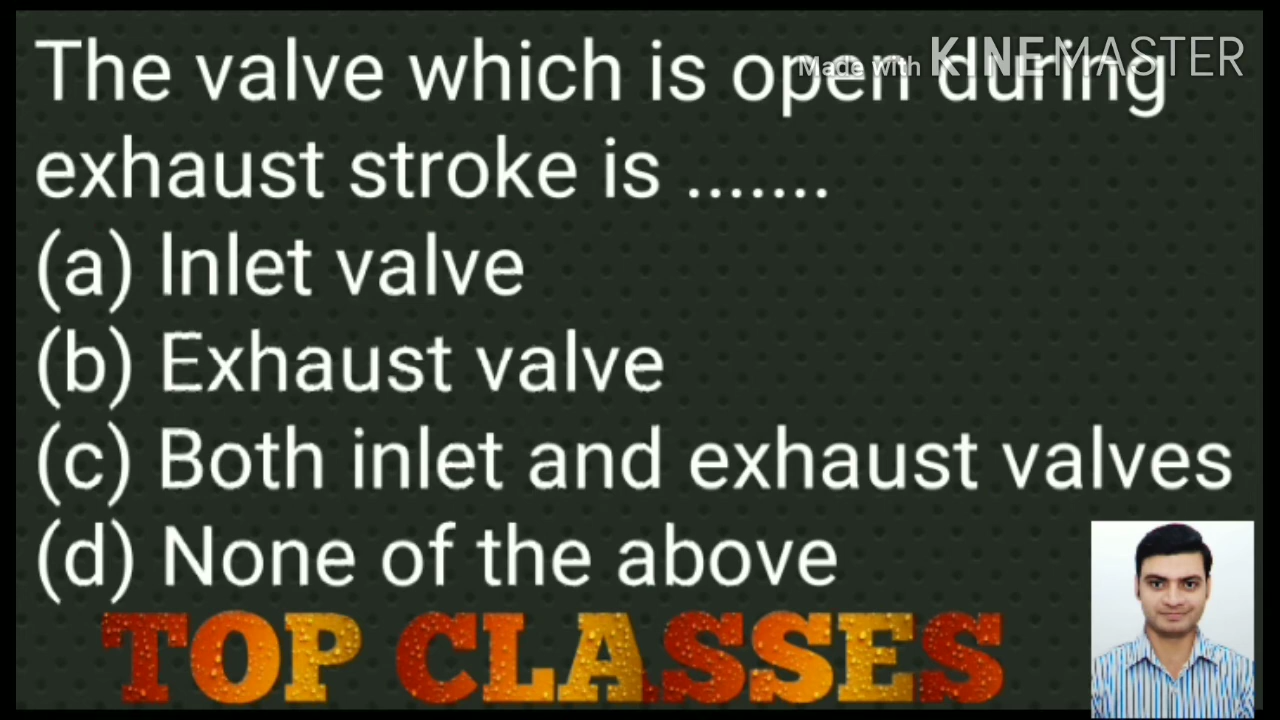 The valve which is open during
Made with KINEMASTER
exhaust stroke is .......
(a) Inlet valve
(b) Exhaust valve
(c) Both inlet and exhaust valves
(d) None of the above
TOP CLASSES